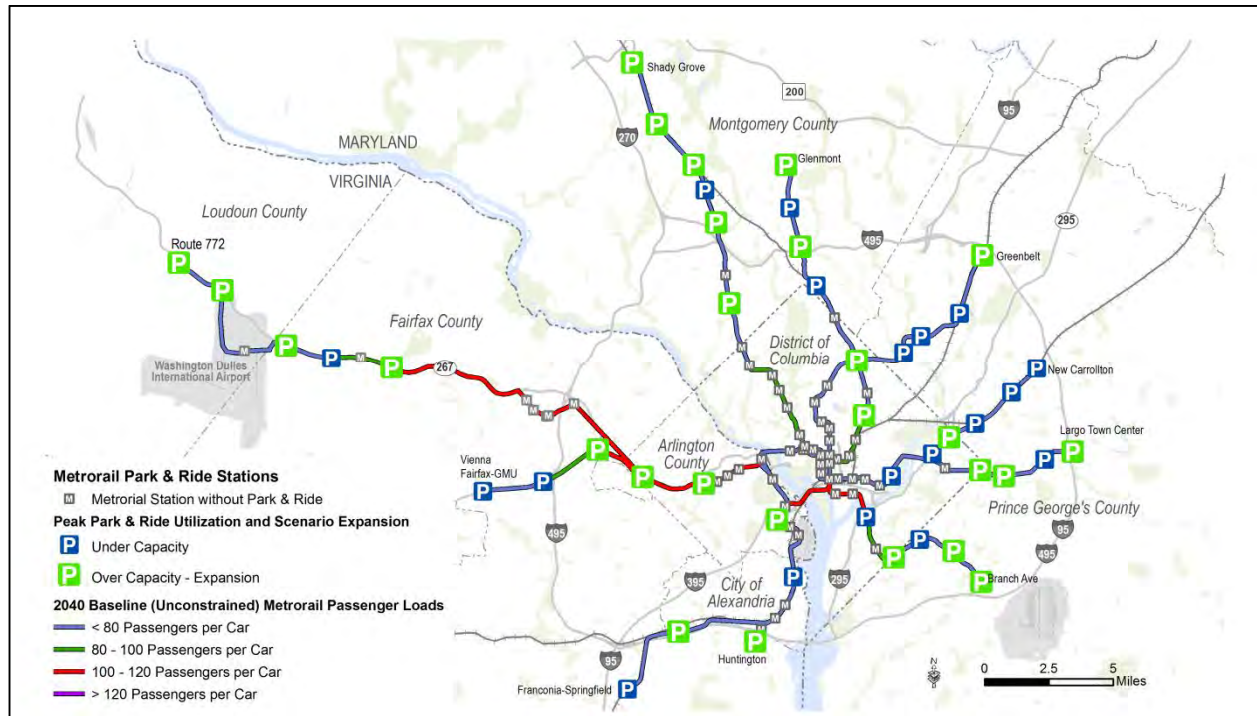 Shady Grove
200
95
270
Montgomery County
Glenmont
MARYLAND
VIRGINIA
295
Loudoun County
495
Route 772
Greenbelt
Fairfax County
District of
Columbia
Washington Dulles
International Airport
267
New Carrollton
Largo Town Center
Arlington
County
Vienna
Fairfax-GMU
Prince George's County
95
495
495
395
295
City of
Alexandria
Branch Ave
Huntington
95
Franconia-Springfield
Metrorail Park & Ride Stations
M Metrorial Station without Park & Ride
Peak Park & Ride Utilization and Scenario Expansion
P Under Capacity
P Over Capacity - Expansion
2040 Baseline (Unconstrained) Metrorail Passenger Loads
< 80 Passengers per Car
80 - 100 Passengers per Car
100 - 120 Passengers per Car
> 120 Passengers per Car
0 2.5 5
Miles